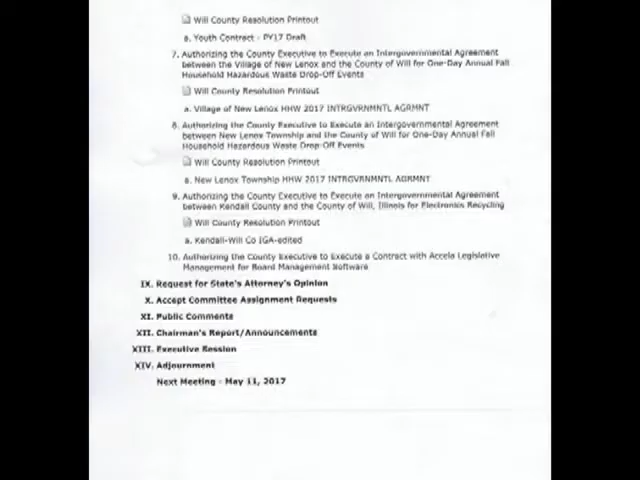 Will County Resolution Printout
a. Youth Contract - PY17 Draft
7. Authorizing the County Executive to Execute an Intergovernmental Agreement
between the Village of New Lenox and the County of Will for One-Day Annual Fall
Household Hazardous Waste Drop-Off Events
Will County Resolution Printout
a. Village of New Lenox HHW 2017 INTRGVRNMNTL AGRMNT
8. Authorizing the County Executive to Execute an Intergovernmental Agreement
between New Lenox Township and the County of Will for One-Day Annual Fall
Household Hazardous Waste Drop-Off Events
Will County Resolution Printout
a. New Lenox Township HHW 2017 INTRGVRNMNTL AGRMNT
9. Authorizing the County Executive to Execute an Intergovernmental Agreement
between Kendall County and the County of Will, Illinois for Electronics Recycling
Will County Resolution Printout
a. Kendall-Will Co IGA-edited
10. Authorizing the County Executive to Execute a Contract with Accela Legislative
Management for Board Management Software
IX. Request for State's Attorney's Opinion
X. Accept Committee Assignment Requests
XI. Public Comments
XII. Chairman's Report/Announcements
XIII. Executive Session
XIV. Adjournment
Next Meeting - May 11, 2017